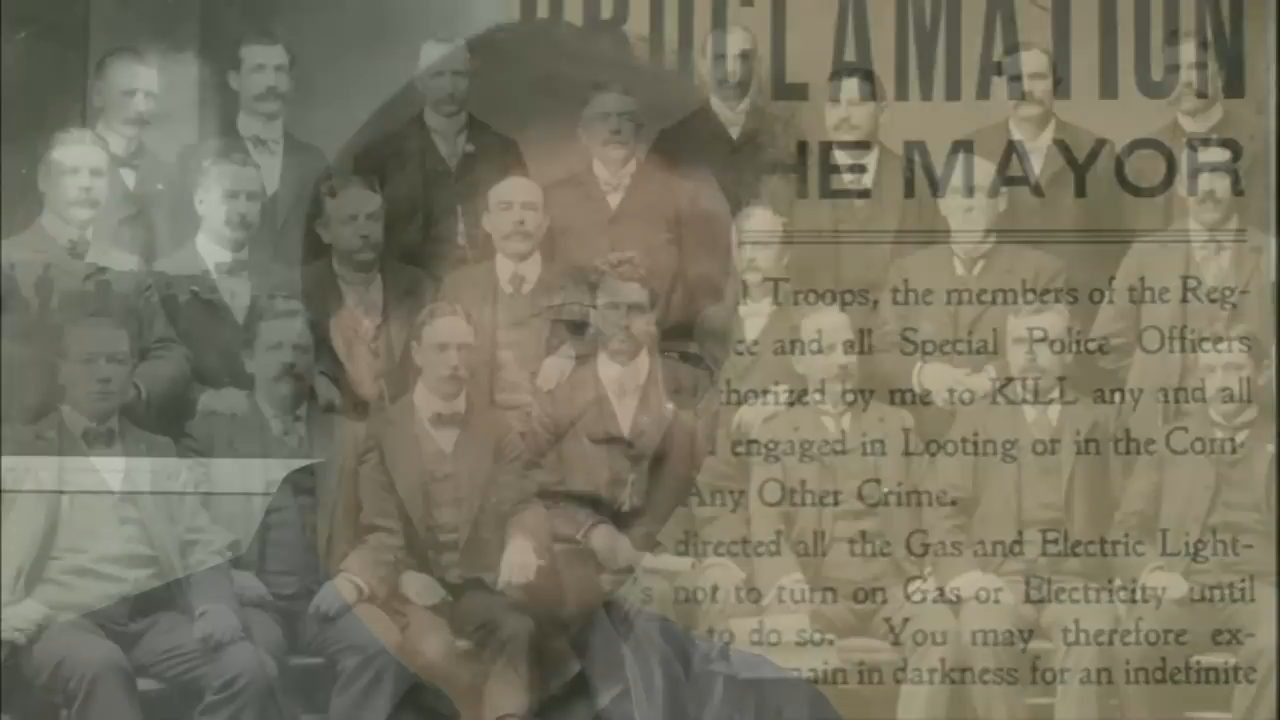 PROCLAMATION
HE MAYOR
l Troops, the members of the Reg-
ce and all Special Police Officers
thorized by me to KILL any and all
engaged in Looting or in the Com-
Any Other Crime.
directed all the Gas and Electric Light-
s not to turn on Gas or Electricity until
to do so. You may therefore ex-
main in darkness for an indefinite